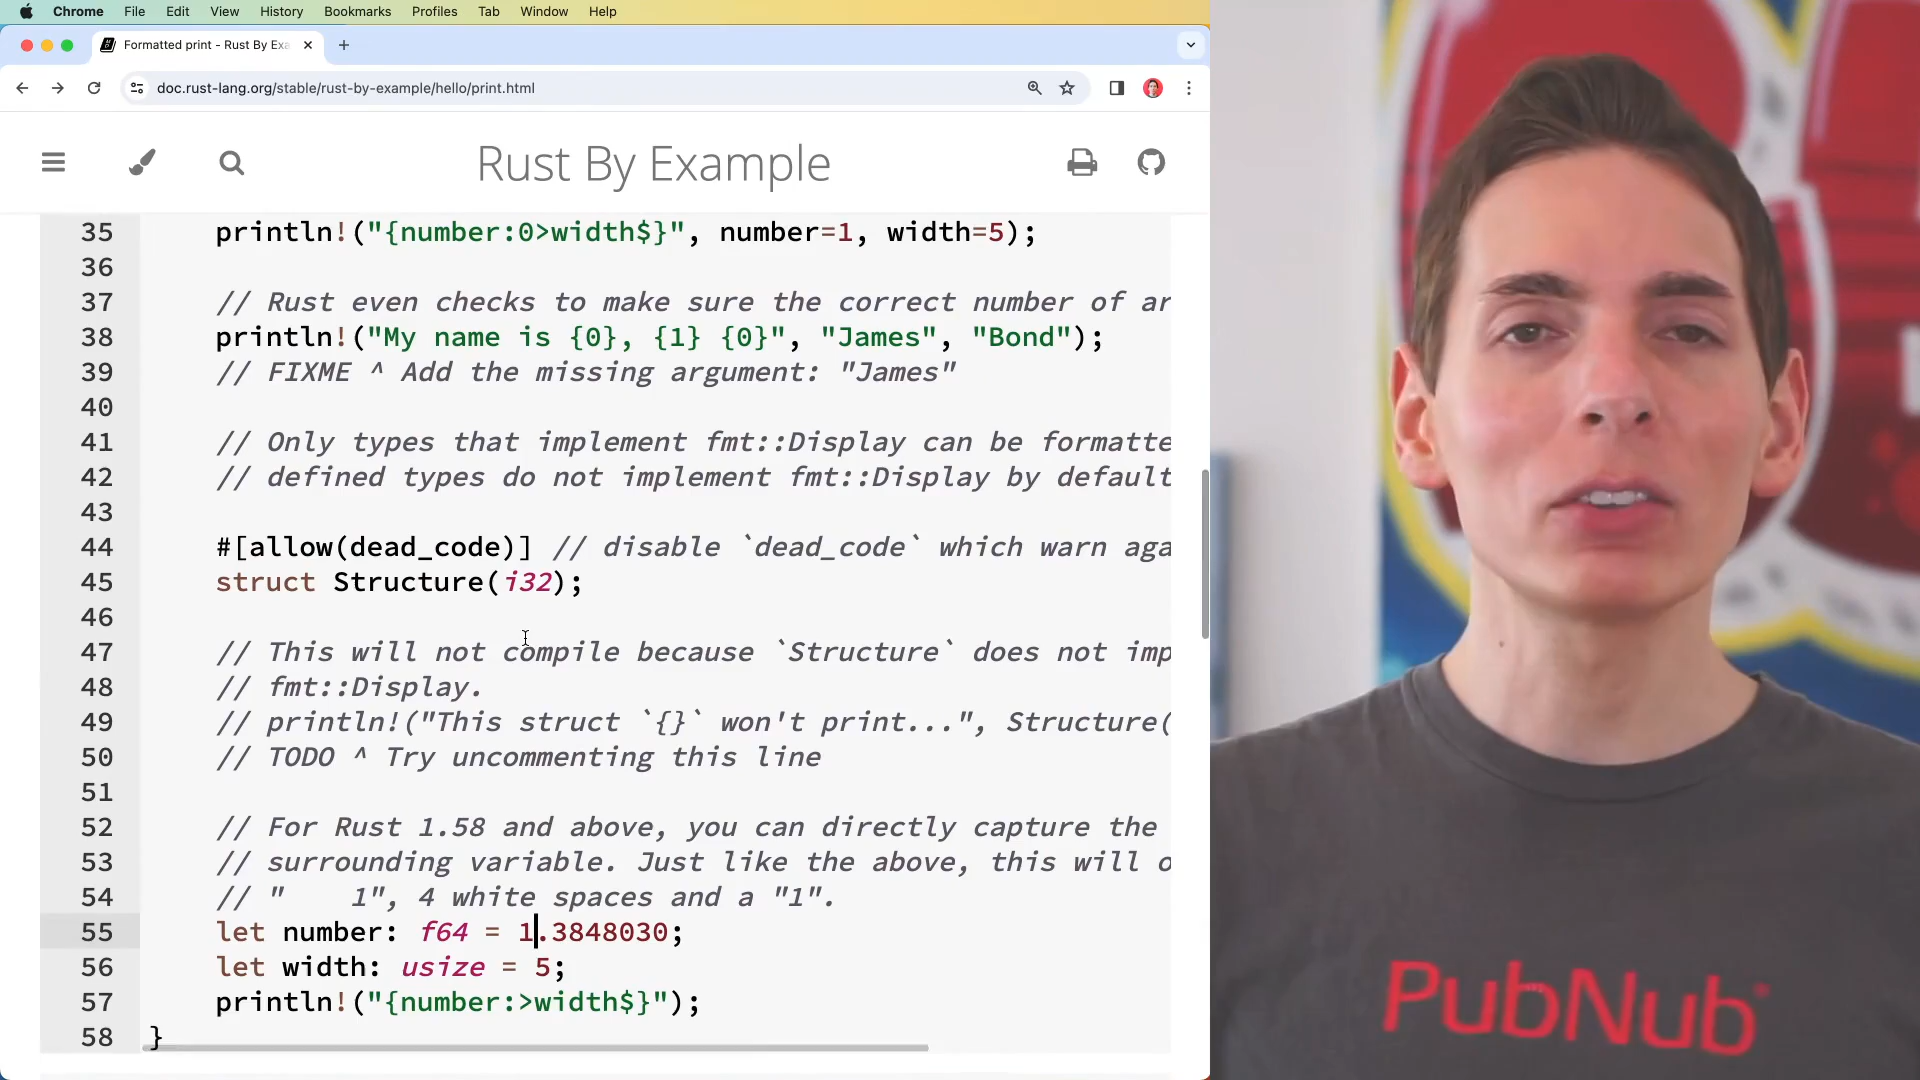 Chrome File Edit View History Bookmarks Profiles Tab Window Help
Formatted print - Rust By Exa
doc.rust-lang.org/stable/rust-by-example/hello/print.html
Rust By Example
35 println!("{number:0>width$}", number=1, width=5);
36
37 // Rust even checks to make sure the correct number of ar
38 println!("My name is {0}, {1} {0}", "James", "Bond");
39 // FIXME ^ Add the missing argument: "James"
40
41 // Only types that implement fmt::Display can be formatte
42 // defined types do not implement fmt::Display by default
43
44 #[allow(dead_code)] // disable `dead_code` which warn aga
45 struct Structure(i32);
46
47 // This will not compile because `Structure` does not imp
48 // fmt::Display.
49 // println!("This struct `{}` won't print...", Structure(
50 // TODO ^ Try uncommenting this line
51
52 // For Rust 1.58 and above, you can directly capture the
53 // surrounding variable. Just like the above, this will o
54 // "    1", 4 white spaces and a "1".
55 let number: f64 = 1.3848030;
56 let width: usize = 5;
57 println!("{number:>width$}");
58 }
PubNub